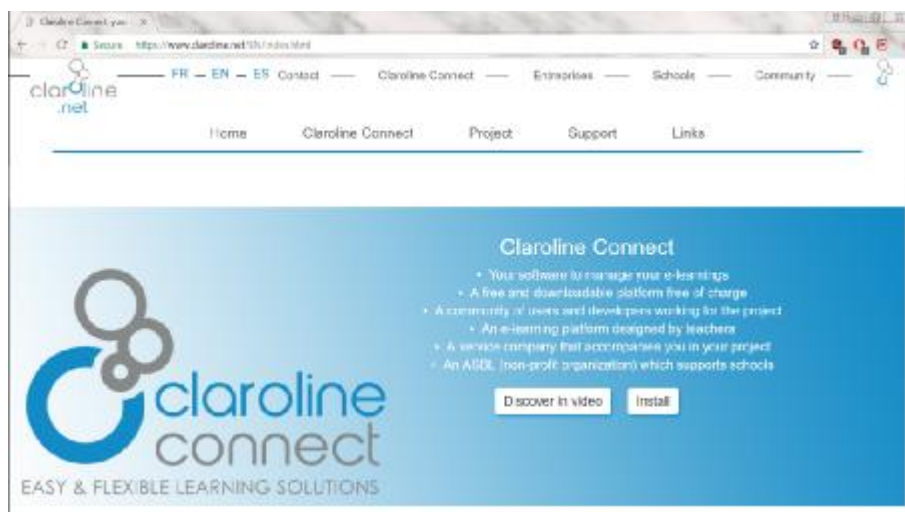 Secure https://www.claroline.net/EN/index.html
FR – EN – ES Contact Claroline Connect Entreprises Schools Community
claroline
.net
Home Claroline Connect Project Support Links
Claroline Connect
• Your software to manage your e-learnings
• A free and downloadable platform free of charge
• A community of users and developers working for the project
• An e-learning platform designed by teachers
• A service company that accompanies you in your project
• An ASBL (non-profit organization) which supports schools
Discover in video Install
claroline
connect
EASY & FLEXIBLE LEARNING SOLUTIONS